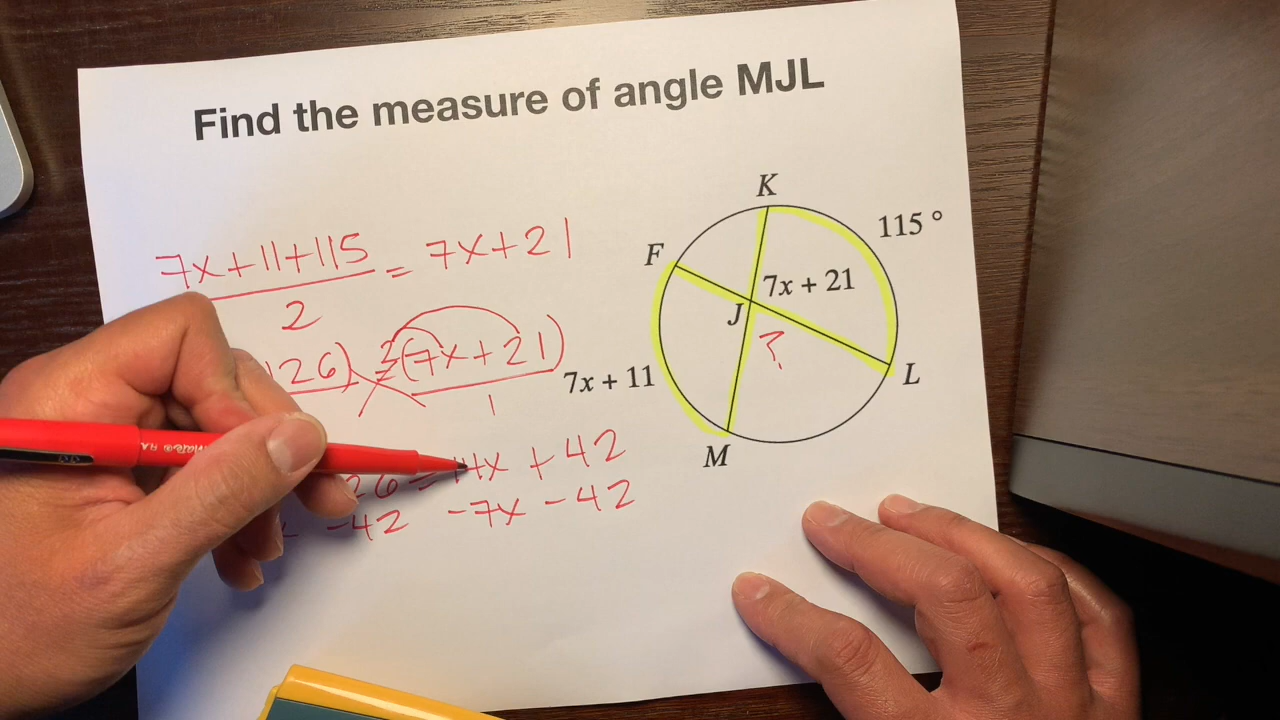 Find the measure of angle MJL
K
115 °
F
7x+11+115 = 7x+21
2
7x + 21
J
?
126) 2(7x+21)
1
7x + 11
L
M
26=14x +42
-42 -7x -42